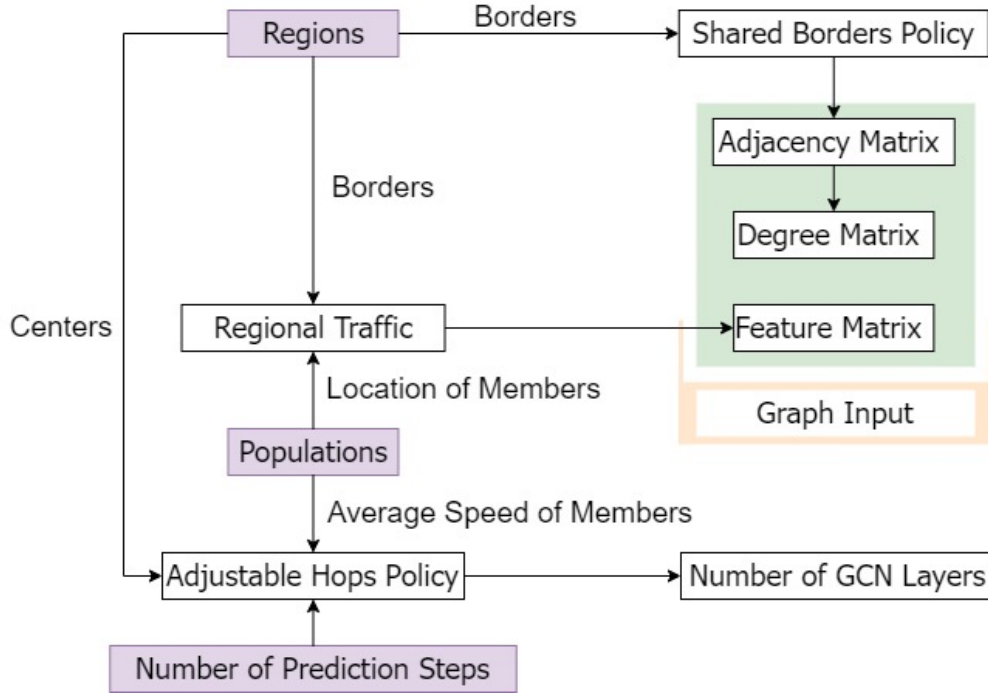 Borders
Regions
Shared Borders Policy
Adjacency Matrix
Borders
Degree Matrix
Centers
Regional Traffic
Feature Matrix
Location of Members
Graph Input
Populations
Average Speed of Members
Adjustable Hops Policy
Number of GCN Layers
Number of Prediction Steps